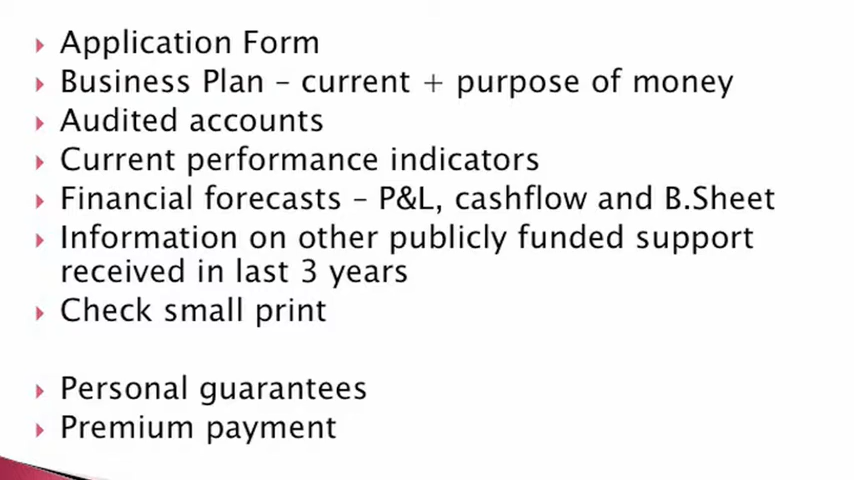 Application Form
Business Plan – current + purpose of money
Audited accounts
Current performance indicators
Financial forecasts – P&L, cashflow and B.Sheet
Information on other publicly funded support
received in last 3 years
Check small print
Personal guarantees
Premium payment